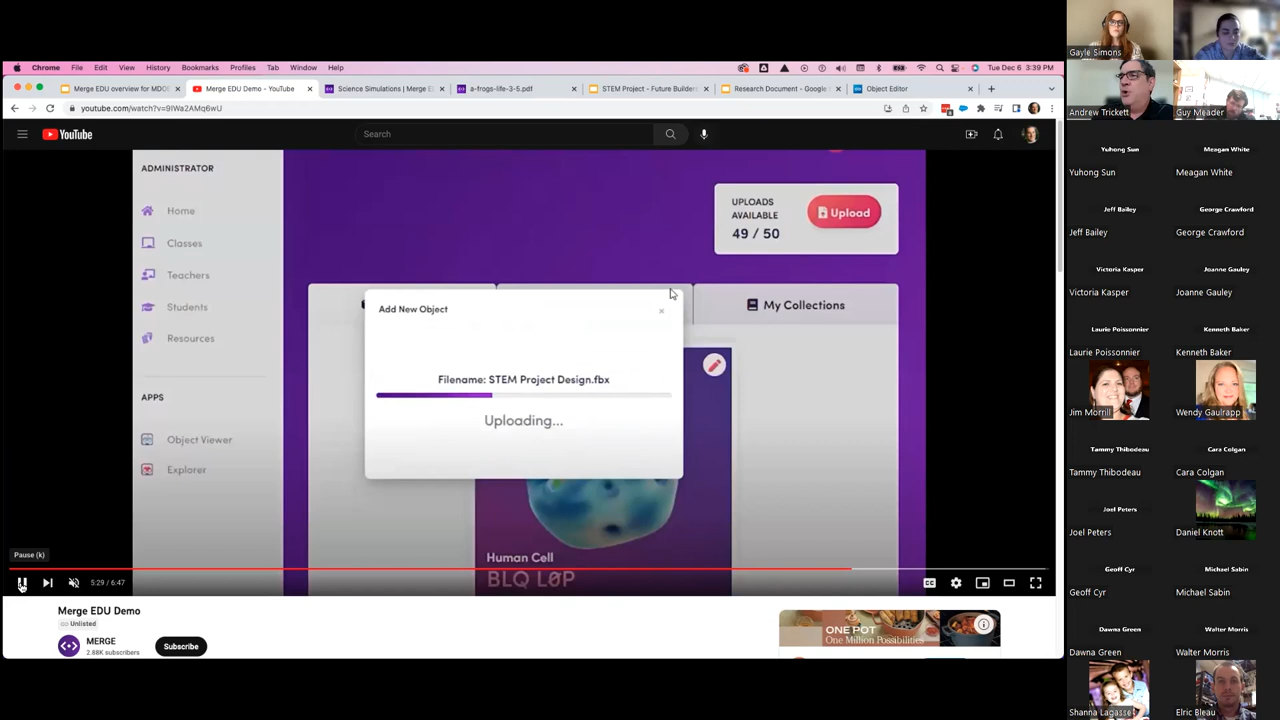 Chrome File Edit View History Bookmarks Profiles Tab Window Help
Tue Dec 6 3:39 PM
Merge EDU overview for MDOE
Merge EDU Demo - YouTube
Science Simulations | Merge E
a-frogs-life-3-5.pdf
STEM Project - Future Builder
Research Document - Google
Object Editor
youtube.com/watch?v=9IWa2AMq6wU
YouTube
Search
ADMINISTRATOR
Home
Classes
Teachers
Students
Resources
APPS
Object Viewer
Explorer
UPLOADS
AVAILABLE
49 / 50
Upload
My Collections
Add New Object
Filename: STEM Project Design.fbx
Uploading...
Human Cell
BLQ L0P
Pause (k)
5:29 / 6:47
Merge EDU Demo
Unlisted
MERGE
2.88K subscribers
Subscribe
ONE POT
One Million Possibilities
Gayle Simons
Andrew Trickett
Guy Meader
Yuhong Sun
Meagan White
Yuhong Sun
Meagan White
Jeff Bailey
George Crawford
Jeff Bailey
George Crawford
Victoria Kasper
Joanne Gauley
Victoria Kasper
Joanne Gauley
Laurie Poissonnier
Kenneth Baker
Laurie Poissonnier
Kenneth Baker
Jim Morrill
Wendy Gaulrapp
Tammy Thibodeau
Cara Colgan
Tammy Thibodeau
Cara Colgan
Joel Peters
Joel Peters
Daniel Knott
Geoff Cyr
Michael Sabin
Geoff Cyr
Michael Sabin
Dawna Green
Walter Morris
Dawna Green
Walter Morris
Shanna Lagasse
Elric Bleau